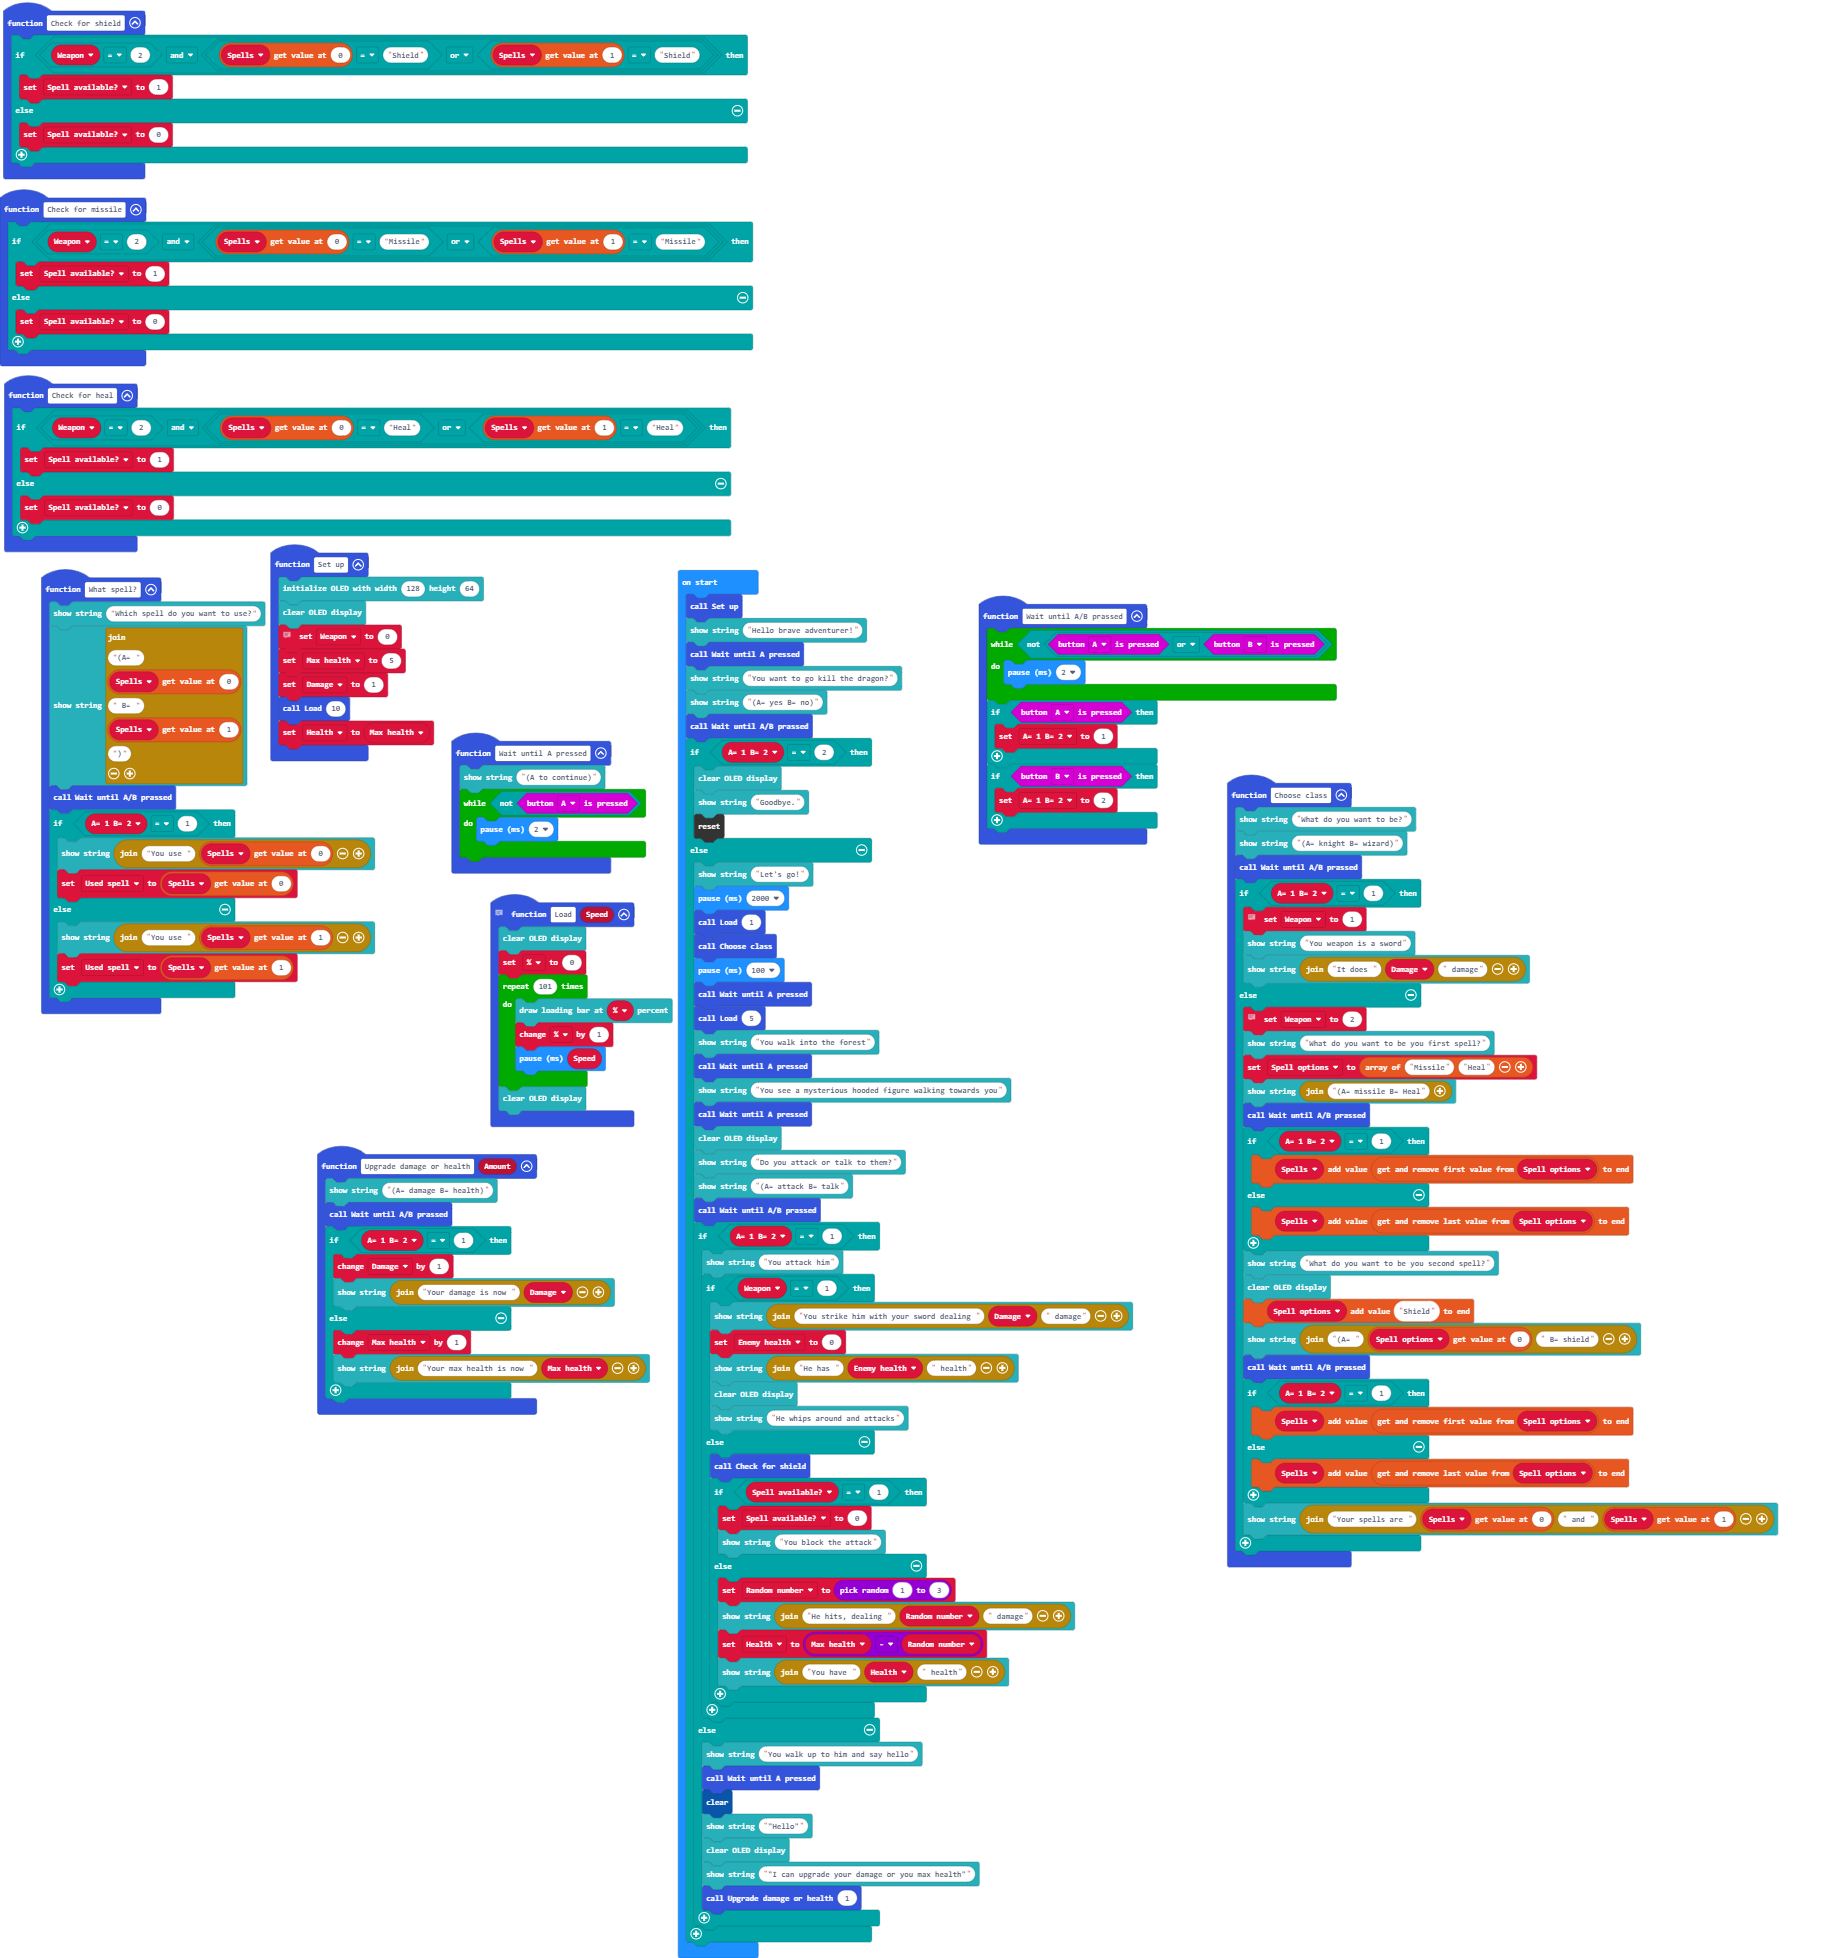 function Check for shield
if Weapon = 2 and Spells get value at 0 = "Shield" or Spells get value at 1 = "Shield" then
set Spell available? to 1
else
set Spell available? to 0
function Check for missile
if Weapon = 2 and Spells get value at 0 = "Missile" or Spells get value at 1 = "Missile" then
set Spell available? to 1
else
set Spell available? to 0
function Check for heal
if Weapon = 2 and Spells get value at 0 = "Heal" or Spells get value at 1 = "Heal" then
set Spell available? to 1
else
set Spell available? to 0
function What spell?
show string "Which spell do you want to use?"
join
"(A= "
Spells get value at 0
show string " B= "
Spells get value at 1
")"
call Wait until A/B pressed
if A= 1 B= 2 = 1 then
show string join "You use " Spells get value at 0
set Used spell to Spells get value at 0
else
show string join "You use " Spells get value at 1
set Used spell to Spells get value at 1
function Set up
initialize OLED with width 128 height 64
clear OLED display
set Weapon to 0
set Max health to 5
set Damage to 1
call Load 10
set Health to Max health
function Wait until A pressed
show string "(A to continue)"
while not button A is pressed
do
pause (ms) 2
function Load Speed
clear OLED display
set % to 0
repeat 101 times
do
draw loading bar at % percent
change % by 1
pause (ms) Speed
clear OLED display
function Upgrade damage or health Amount
show string "(A= damage B= health)"
call Wait until A/B pressed
if A= 1 B= 2 = 1 then
change Damage by 1
show string join "Your damage is now " Damage
else
change Max health by 1
show string join "Your max health is now " Max health
on start
call Set up
show string "Hello brave adventurer!"
call Wait until A pressed
show string "You want to go kill the dragon?"
show string "(A= yes B= no)"
call Wait until A/B pressed
if A= 1 B= 2 = 2 then
clear OLED display
show string "Goodbye."
reset
else
show string "Let's go!"
pause (ms) 2000
call Load 1
call Choose class
pause (ms) 100
call Wait until A pressed
call Load 5
show string "You walk into the forest"
call Wait until A pressed
show string "You see a mysterious hooded figure walking towards you"
call Wait until A pressed
clear OLED display
show string "Do you attack or talk to them?"
show string "(A= attack B= talk"
call Wait until A/B pressed
if A= 1 B= 2 = 1 then
show string "You attack him"
if Weapon = 1 then
show string join "You strike him with your sword dealing " Damage " damage"
set Enemy health to 0
show string join "He has " Enemy health " health"
clear OLED display
show string "He whips around and attacks"
else
call Check for shield
if Spell available? = 1 then
set Spell available? to 0
show string "You block the attack"
else
set Random number to pick random 1 to 3
show string join "He hits, dealing " Random number " damage"
set Health to Max health - Random number
show string join "You have " Health " health"
else
show string "You walk up to him and say hello"
call Wait until A pressed
clear
show string ""Hello""
clear OLED display
show string ""I can upgrade your damage or you max health""
call Upgrade damage or health 1
function Wait until A/B pressed
while not button A is pressed or button B is pressed
do
pause (ms) 2
if button A is pressed then
set A= 1 B= 2 to 1
if button B is pressed then
set A= 1 B= 2 to 2
function Choose class
show string "What do you want to be?"
show string "(A= knight B= wizard)"
call Wait until A/B pressed
if A= 1 B= 2 = 1 then
set Weapon to 1
show string "You weapon is a sword"
show string join "It does " Damage " damage"
else
set Weapon to 2
show string "What do you want to be you first spell?"
set Spell options to array of "Missile" "Heal"
show string join "(A= missile B= Heal"
call Wait until A/B pressed
if A= 1 B= 2 = 1 then
Spells add value get and remove first value from Spell options to end
else
Spells add value get and remove last value from Spell options to end
show string "What do you want to be you second spell?"
clear OLED display
Spell options add value "Shield" to end
show string join "(A= " Spell options get value at 0 " B= shield"
call Wait until A/B pressed
if A= 1 B= 2 = 1 then
Spells add value get and remove first value from Spell options to end
else
Spells add value get and remove last value from Spell options to end
show string join "Your spells are " Spells get value at 0 " and " Spells get value at 1